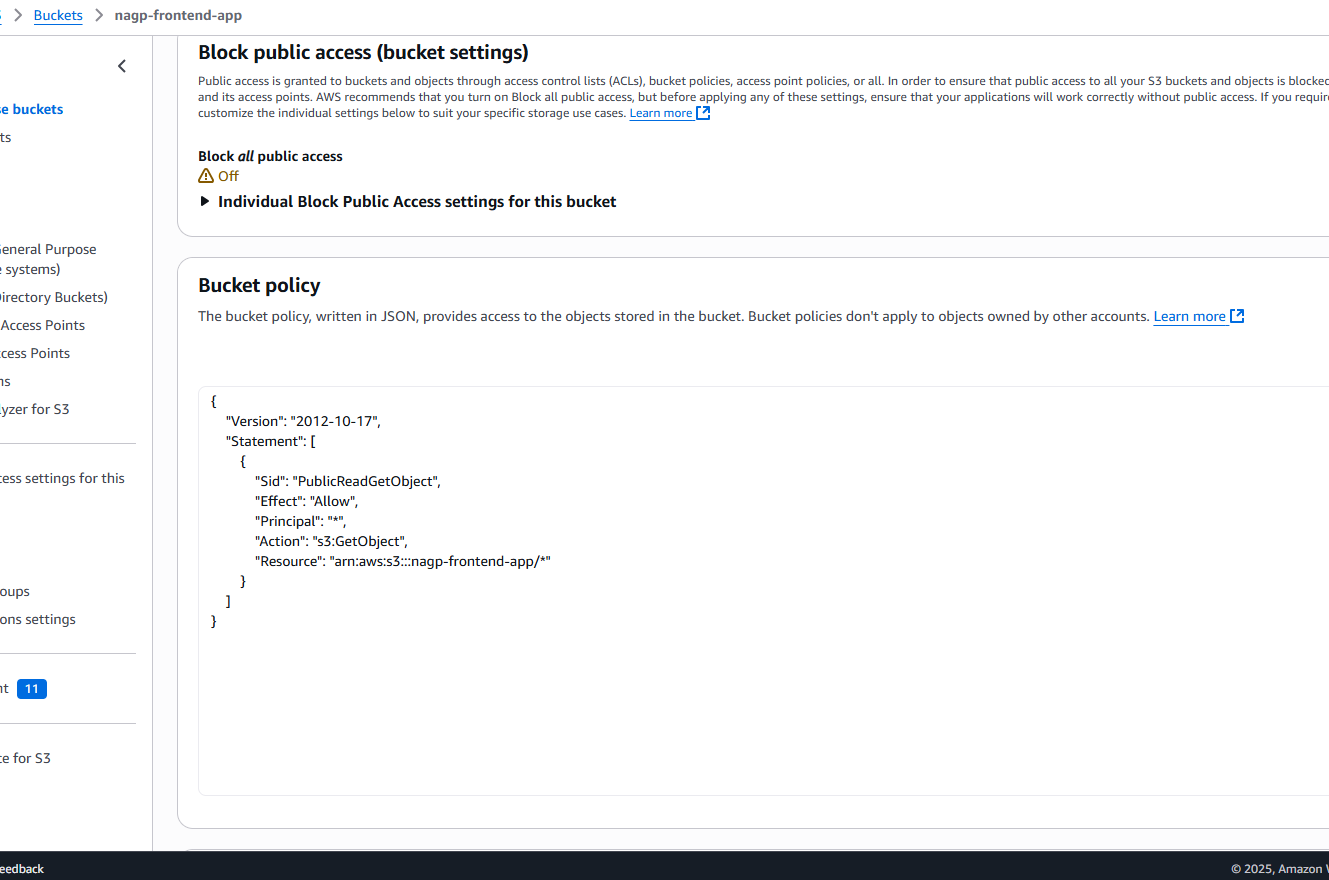 Buckets
nagp-frontend-app
Block public access (bucket settings)
Public access is granted to buckets and objects through access control lists (ACLs), bucket policies, access point policies, or all. In order to ensure that public access to all your S3 buckets and objects is blocked
and its access points. AWS recommends that you turn on Block all public access, but before applying any of these settings, ensure that your applications will work correctly without public access. If you requir
customize the individual settings below to suit your specific storage use cases. Learn more
Block all public access
Off
Individual Block Public Access settings for this bucket
Bucket policy
The bucket policy, written in JSON, provides access to the objects stored in the bucket. Bucket policies don't apply to objects owned by other accounts. Learn more
{
"Version": "2012-10-17",
"Statement": [
{
"Sid": "PublicReadGetObject",
"Effect": "Allow",
"Principal": "*",
"Action": "s3:GetObject",
"Resource": "arn:aws:s3:::nagp-frontend-app/*"
}
]
}
se buckets
ts
General Purpose
e systems)
Directory Buckets)
Access Points
ccess Points
ns
lyzer for S3
cess settings for this
oups
ons settings
nt 11
ce for S3
eedback
© 2025, Amazon W